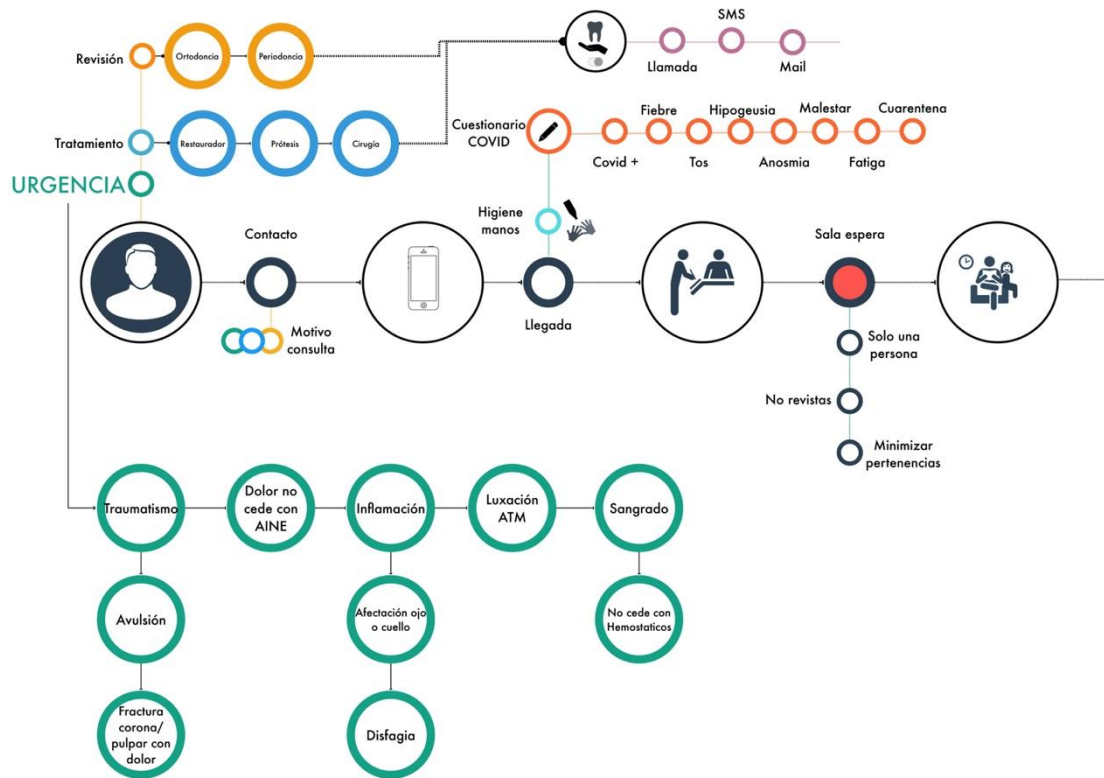 SMS
Revisión
Ortodoncia
Periodoncia
Llamada
Mail
Tratamiento
Restaurador
Prótesis
Cirugía
Cuestionario
COVID
Fiebre
Hipogeusia
Malestar
Cuarentena
Covid +
Tos
Anosmia
Fatiga
URGENCIA
Higiene
manos
Contacto
Sala espera
Llegada
Motivo
consulta
Solo una
persona
No revistas
Minimizar
pertenencias
Traumatismo
Dolor no
cede con
AINE
Inflamación
Luxación
ATM
Sangrado
Avulsión
Afectación ojo
o cuello
No cede con
Hemostaticos
Fractura
corona/
pulpar con
dolor
Disfagia